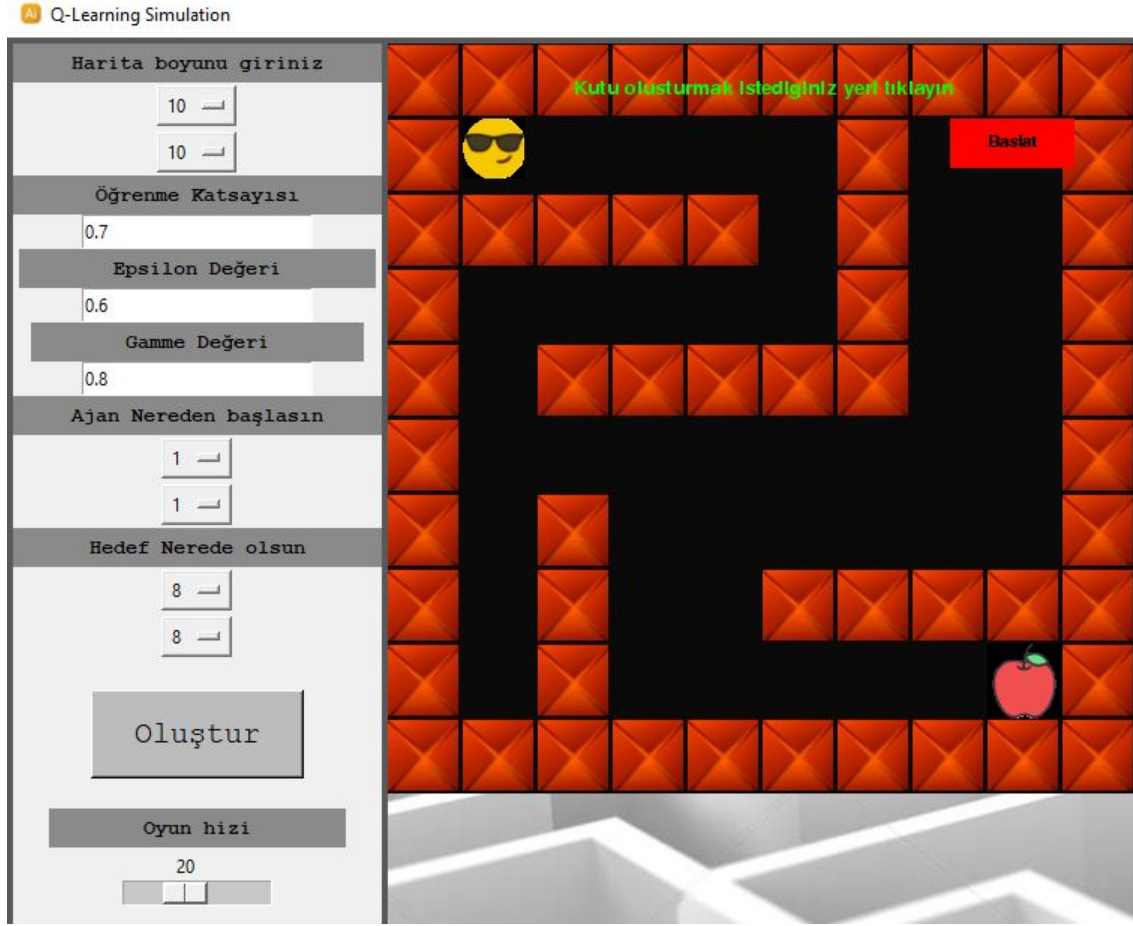 Q-Learning Simulation
Harita boyunu giriniz
10
10
Öğrenme Katsayısı
0.7
Epsilon Değeri
0.6
Gamme Değeri
0.8
Ajan Nereden başlasın
1
1
Hedef Nerede olsun
8
8
Oluştur
Oyun hizi
20
Kutu olusturmak istediginiz yeri tıklayın
Baslat